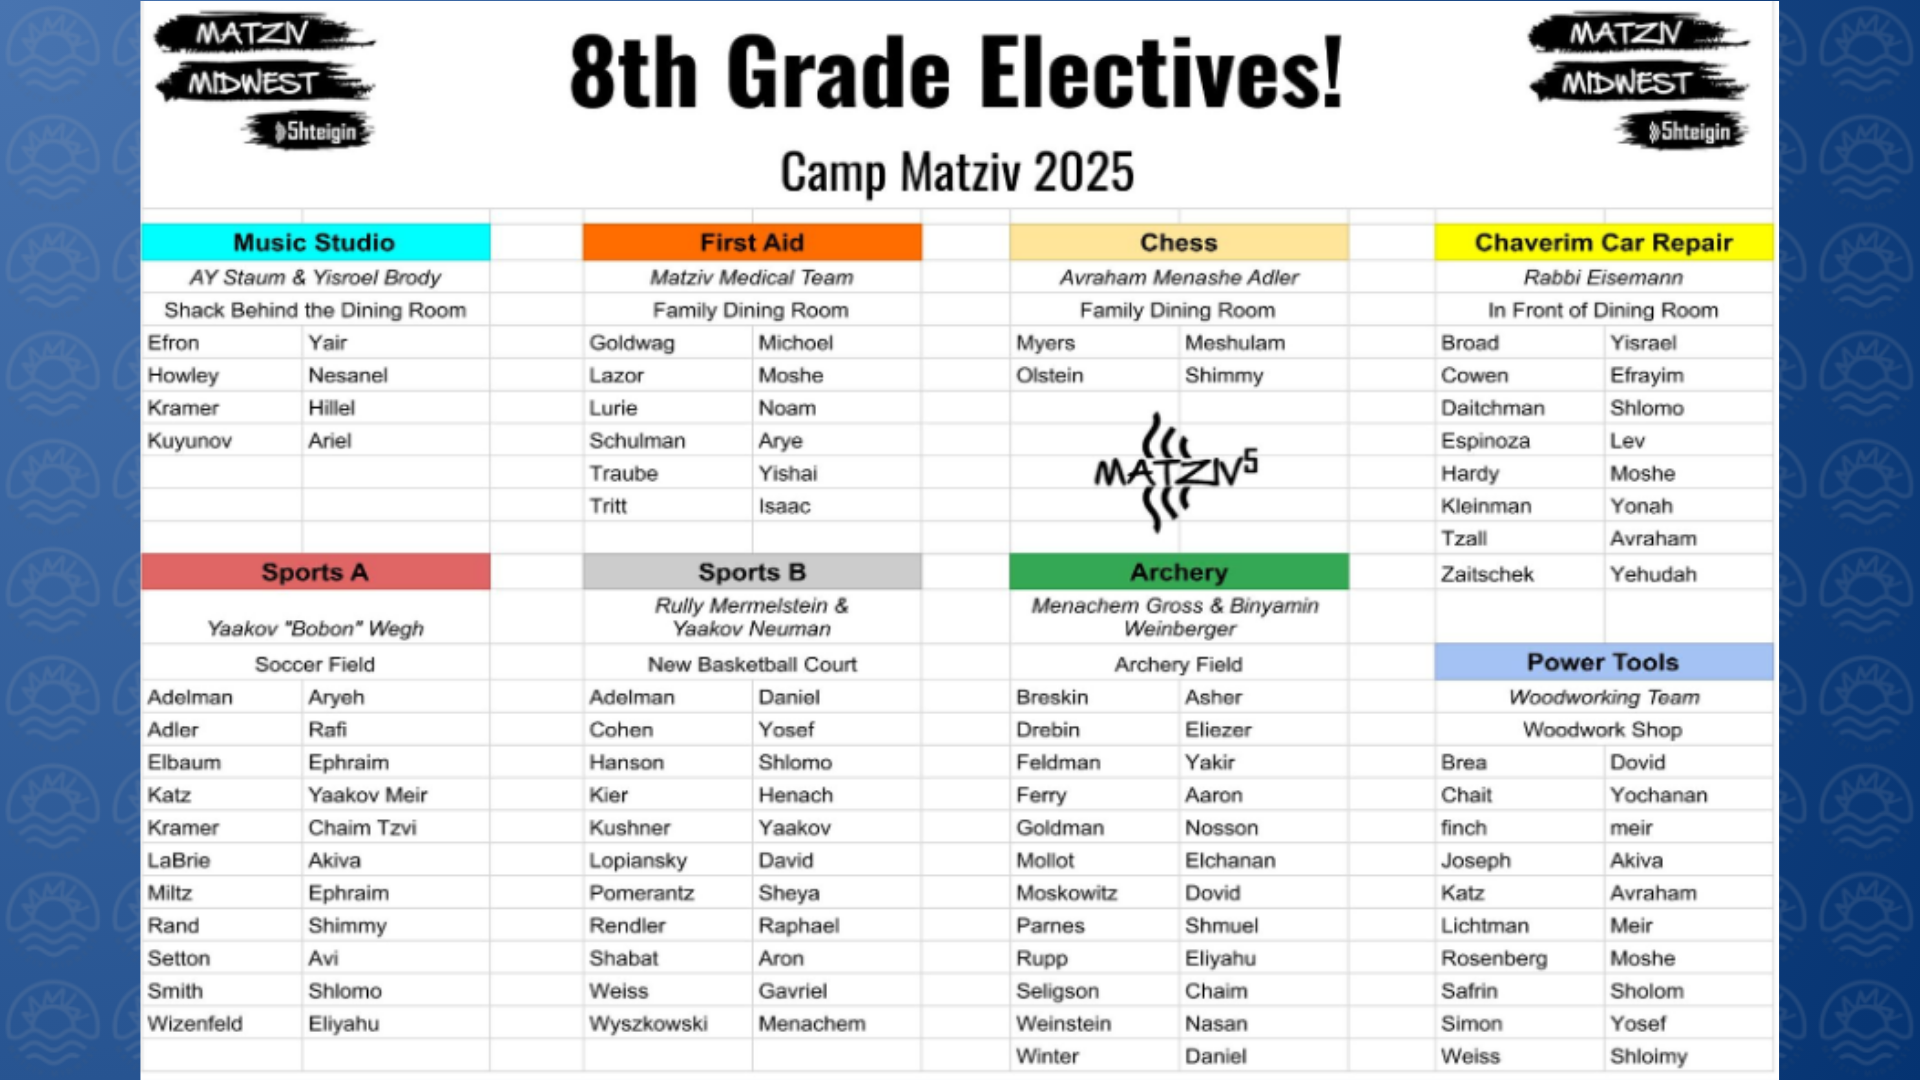 MATZIV
MIDWEST
5hteigin
8th Grade Electives!
Camp Matziv 2025
MATZIV
MIDWEST
5hteigin
Music Studio
AY Staum & Yisroel Brody
Shack Behind the Dining Room
Efron Yair
Howley Nesanel
Kramer Hillel
Kuyunov Ariel
First Aid
Matziv Medical Team
Family Dining Room
Goldwag Michoel
Lazor Moshe
Lurie Noam
Schulman Arye
Traube Yishai
Tritt Isaac
Chess
Avraham Menashe Adler
Family Dining Room
Myers Meshulam
Olstein Shimmy
MATZIV5
Chaverim Car Repair
Rabbi Eisemann
In Front of Dining Room
Broad Yisrael
Cowen Efrayim
Daitchman Shlomo
Espinoza Lev
Hardy Moshe
Kleinman Yonah
Tzall Avraham
Zaitschek Yehudah
Sports A
Yaakov "Bobon" Wegh
Soccer Field
Adelman Aryeh
Adler Rafi
Elbaum Ephraim
Katz Yaakov Meir
Kramer Chaim Tzvi
LaBrie Akiva
Miltz Ephraim
Rand Shimmy
Setton Avi
Smith Shlomo
Wizenfeld Eliyahu
Sports B
Rully Mermelstein &
Yaakov Neuman
New Basketball Court
Adelman Daniel
Cohen Yosef
Hanson Shlomo
Kier Henach
Kushner Yaakov
Lopiansky David
Pomerantz Sheya
Rendler Raphael
Shabat Aron
Weiss Gavriel
Wyszkowski Menachem
Archery
Menachem Gross & Binyamin
Weinberger
Archery Field
Breskin Asher
Drebin Eliezer
Feldman Yakir
Ferry Aaron
Goldman Nosson
Mollot Elchanan
Moskowitz Dovid
Parnes Shmuel
Rupp Eliyahu
Seligson Chaim
Weinstein Nasan
Winter Daniel
Power Tools
Woodworking Team
Woodwork Shop
Brea Dovid
Chait Yochanan
finch meir
Joseph Akiva
Katz Avraham
Lichtman Meir
Rosenberg Moshe
Safrin Sholom
Simon Yosef
Weiss Shloimy